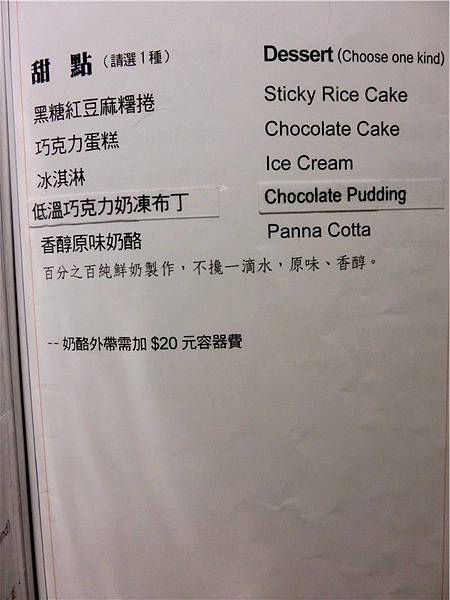 甜 點 (請選 1 種) Dessert (Choose one kind)
黑糖紅豆麻糬捲 Sticky Rice Cake
巧克力蛋糕 Chocolate Cake
冰淇淋 Ice Cream
低溫巧克力奶凍布丁 Chocolate Pudding
香醇原味奶酪 Panna Cotta
百分之百純鮮奶製作，不攙一滴水，原味、香醇。
-- 奶酪外帶需加 $20 元容器費